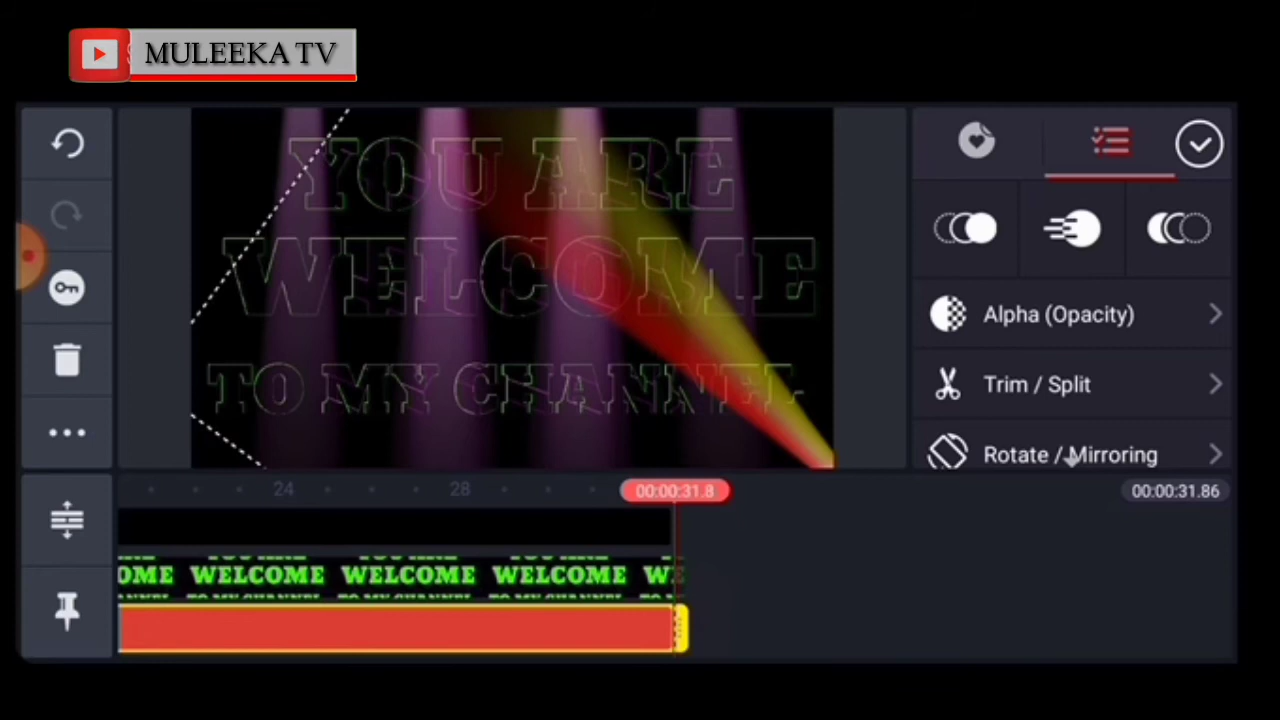 MULEEKA TV
YOU ARE
WELCOME
TO MY CHANNEL
Alpha (Opacity)
Trim / Split
Rotate / Mirroring
24
28
00:00:31.8
00:00:31.86
OME WELCOME WELCOME WELCOME